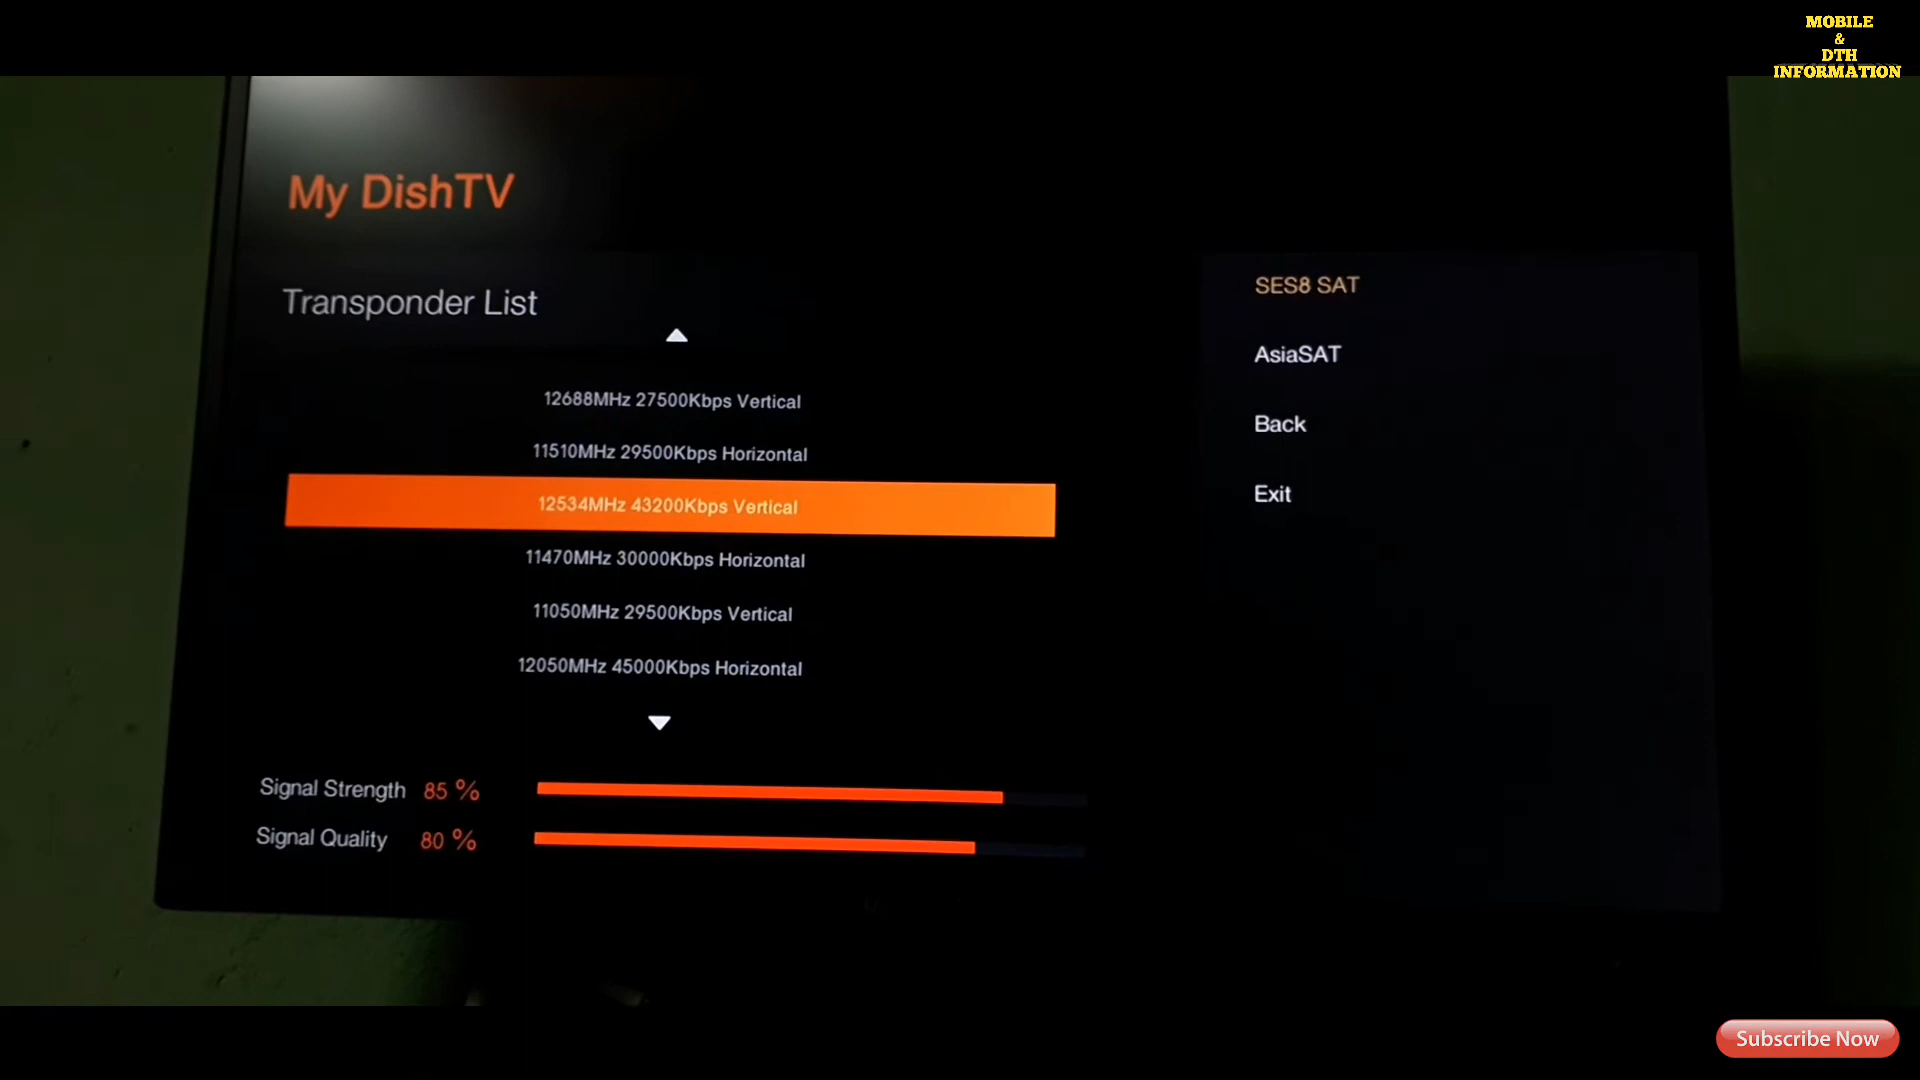 MOBILE
&
DTH
INFORMATION
My DishTV
Transponder List
12688MHz 27500Kbps Vertical
11510MHz 29500Kbps Horizontal
12534MHz 43200Kbps Vertical
11470MHz 30000Kbps Horizontal
11050MHz 29500Kbps Vertical
12050MHz 45000Kbps Horizontal
Signal Strength 85 %
Signal Quality 80 %
SES8 SAT
AsiaSAT
Back
Exit
Subscribe Now